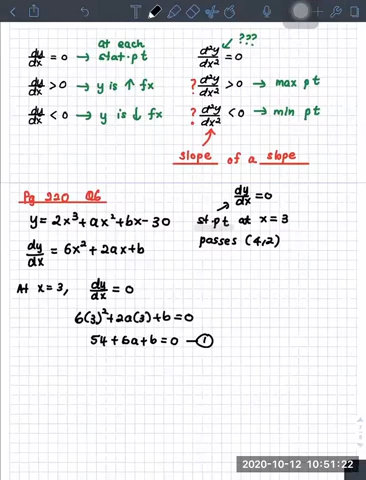 at each
dy/dx = 0 → stat. pt
dy/dx > 0 → y is ↑ fx
dy/dx < 0 → y is ↓ fx
???
d²y/dx² = 0
? d²y/dx² > 0 → max pt
? d²y/dx² < 0 → min pt
slope of a slope
Pg 220 Q6
y = 2x³ + ax² + bx - 30
dy/dx = 6x² + 2ax + b
dy/dx = 0
st. pt at x = 3
passes (4,2)
At x = 3, dy/dx = 0
6(3)² + 2a(3) + b = 0
54 + 6a + b = 0 — ①
2020-10-12 10:51:22